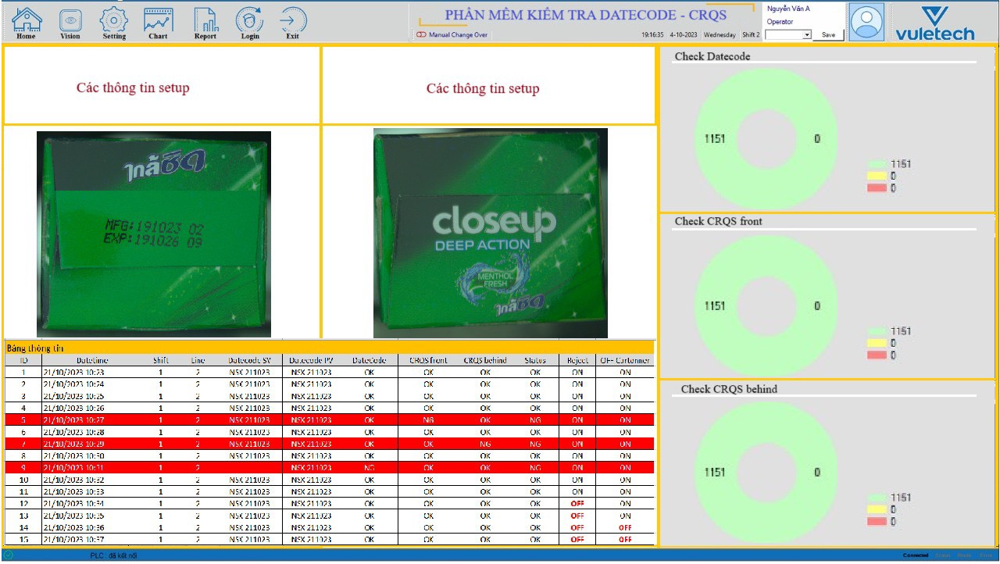 Home Vision Setting Chart Report Login Exit
PHẦN MỀM KIỂM TRA DATECODE - CRQS
Manual Change Over
19:16:35 4-10-2023 Wednesday Shift 2
Nguyễn Văn A
Operator
Save
vuletech
Các thông tin setup
Các thông tin setup
ใกล้ชิด
MFG:191023 02
EXP:191026 09
closeup
DEEP ACTION
MENTHOL
FRESH
ใกล้ชิด
Check Datecode
1151 0
1151
0
0
Check CRQS front
1151 0
1151
0
0
Check CRQS behind
1151 0
1151
0
0
Bảng thông tin
ID Datetime Shift Line Datecode SV Datecode PV DateCode CRQS front CRQS behind Status Reject OFF Cartonner
1 21/10/2023 10:23 1 2 NSX 211023 NSX 211023 OK OK OK OK ON ON
2 21/10/2023 10:24 1 2 NSX 211023 NSX 211023 OK OK OK OK ON ON
3 21/10/2023 10:25 1 2 NSX 211023 NSX 211023 OK OK OK OK ON ON
4 21/10/2023 10:26 1 2 NSX 211023 NSX 211023 OK OK OK OK ON ON
5 21/10/2023 10:27 1 2 NSX 211023 NSX 211023 OK NG OK NG ON ON
6 21/10/2023 10:28 1 2 NSX 211023 NSX 211023 OK OK OK OK ON ON
7 21/10/2023 10:29 1 2 NSX 211023 NSX 211023 OK OK NG NG ON ON
8 21/10/2023 10:30 1 2 NSX 211023 NSX 211023 OK OK OK OK ON ON
9 21/10/2023 10:31 1 2 NSX 211023 NG OK OK NG ON ON
10 21/10/2023 10:32 1 2 NSX 211023 NSX 211023 OK OK OK OK ON ON
11 21/10/2023 10:33 1 2 NSX 211023 NSX 211023 OK OK OK OK ON ON
12 21/10/2023 10:34 1 2 NSX 211023 NSX 211023 OK OK OK OK OFF ON
13 21/10/2023 10:35 1 2 NSX 211023 NSX 211023 OK OK OK OK OFF ON
14 21/10/2023 10:36 1 2 NSX 211023 NSX 211023 OK OK OK OK OFF OFF
15 21/10/2023 10:37 1 2 NSX 211023 NSX 211023 OK OK OK OK OFF OFF
PLC : đã kết nối
Connected